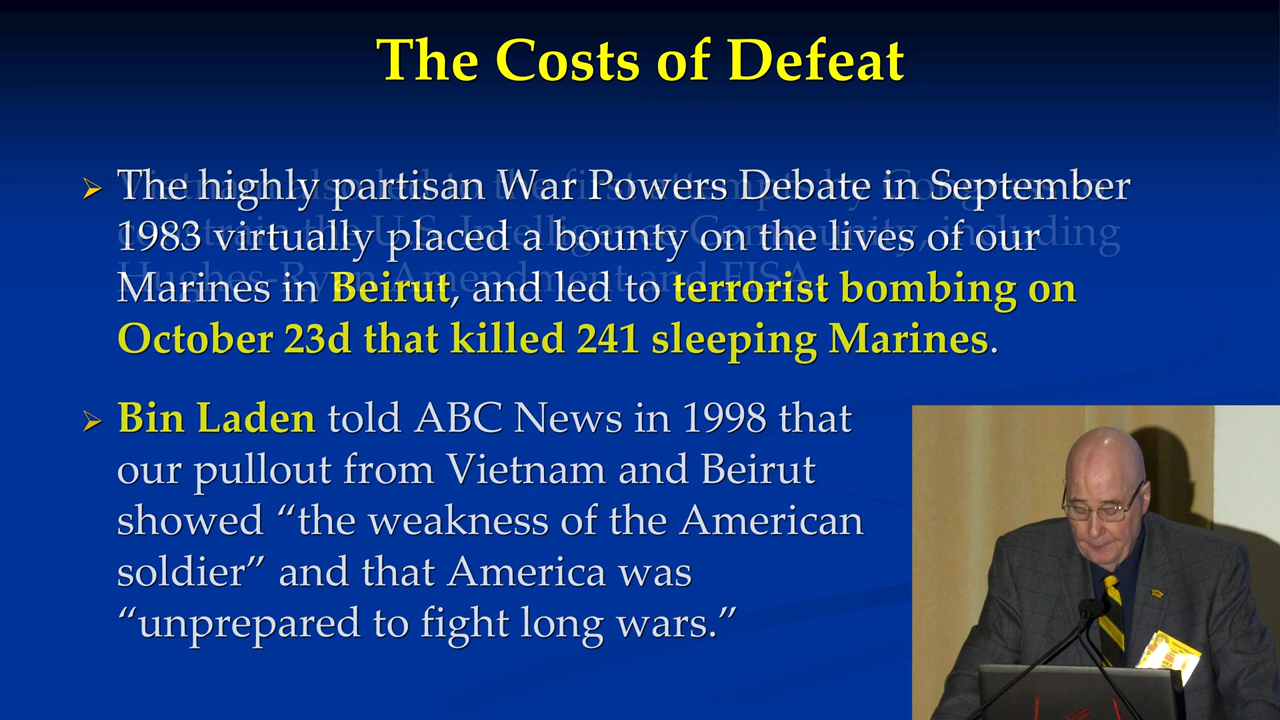 The Costs of Defeat
The highly partisan War Powers Debate in September
1983 virtually placed a bounty on the lives of our
Marines in Beirut, and led to terrorist bombing on
October 23d that killed 241 sleeping Marines.
Bin Laden told ABC News in 1998 that
our pullout from Vietnam and Beirut
showed “the weakness of the American
soldier” and that America was
“unprepared to fight long wars.”